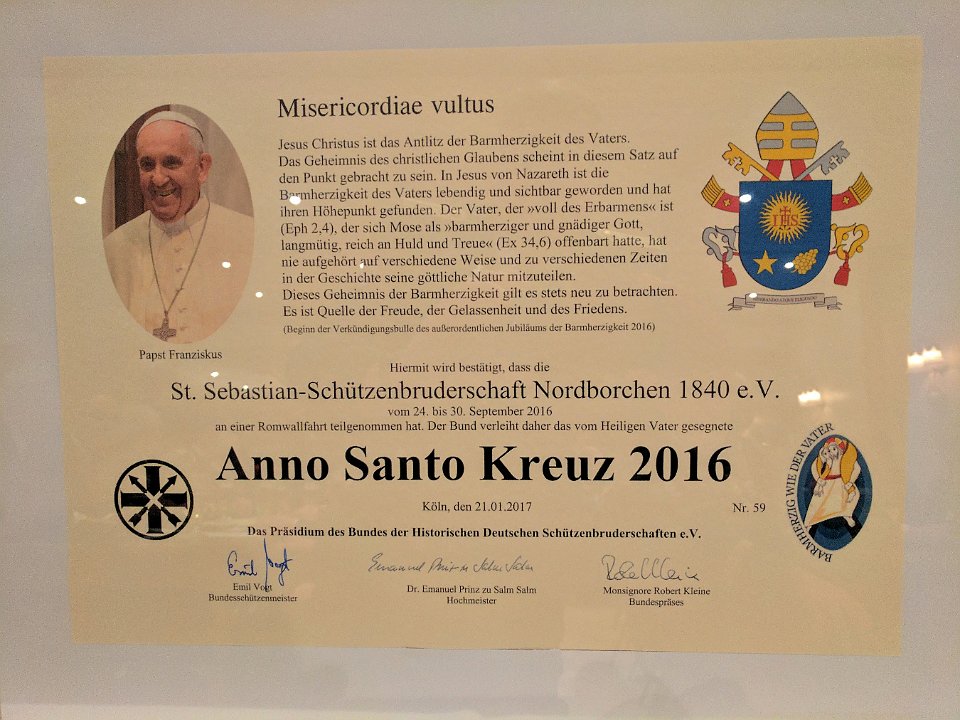 Misericordiae vultus
Jesus Christus ist das Antlitz der Barmherzigkeit des Vaters.
Das Geheimnis des christlichen Glaubens scheint in diesem Satz auf
den Punkt gebracht zu sein. In Jesus von Nazareth ist die
Barmherzigkeit des Vaters lebendig und sichtbar geworden und hat
ihren Höhepunkt gefunden. Der Vater, der »voll des Erbarmens« ist
(Eph 2,4), der sich Mose als »barmherziger und gnädiger Gott,
langmütig, reich an Huld und Treue« (Ex 34,6) offenbart hatte, hat
nie aufgehört auf verschiedene Weise und zu verschiedenen Zeiten
in der Geschichte seine göttliche Natur mitzuteilen.
Dieses Geheimnis der Barmherzigkeit gilt es stets neu zu betrachten.
Es ist Quelle der Freude, der Gelassenheit und des Friedens.
(Beginn der Verkündigungsbulle des außerordentlichen Jubiläums der Barmherzigkeit 2016)
Papst Franziskus
IHS
Hiermit wird bestätigt, dass die
St. Sebastian-Schützenbruderschaft Nordborchen 1840 e.V.
vom 24. bis 30. September 2016
an einer Romwallfahrt teilgenommen hat. Der Bund verleiht daher das vom Heiligen Vater gesegnete
Anno Santo Kreuz 2016
Köln, den 21.01.2017
Nr. 59
BARMHERZIG WIE DER VATER
Das Präsidium des Bundes der Historischen Deutschen Schützenbruderschaften e.V.
Emil Vogt
Emanuel Prinz zu Salm Salm
Emil Vogt
Bundesschützenmeister
Dr. Emanuel Prinz zu Salm Salm
Hochmeister
Monsignore Robert Kleine
Bundespräses